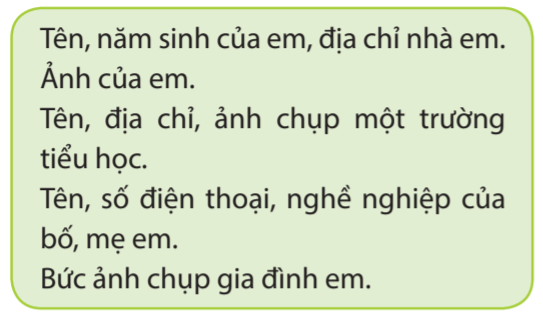 Tên, năm sinh của em, địa chỉ nhà em.
Ảnh của em.
Tên, địa chỉ, ảnh chụp một trường
tiểu học.
Tên, số điện thoại, nghề nghiệp của
bố, mẹ em.
Bức ảnh chụp gia đình em.